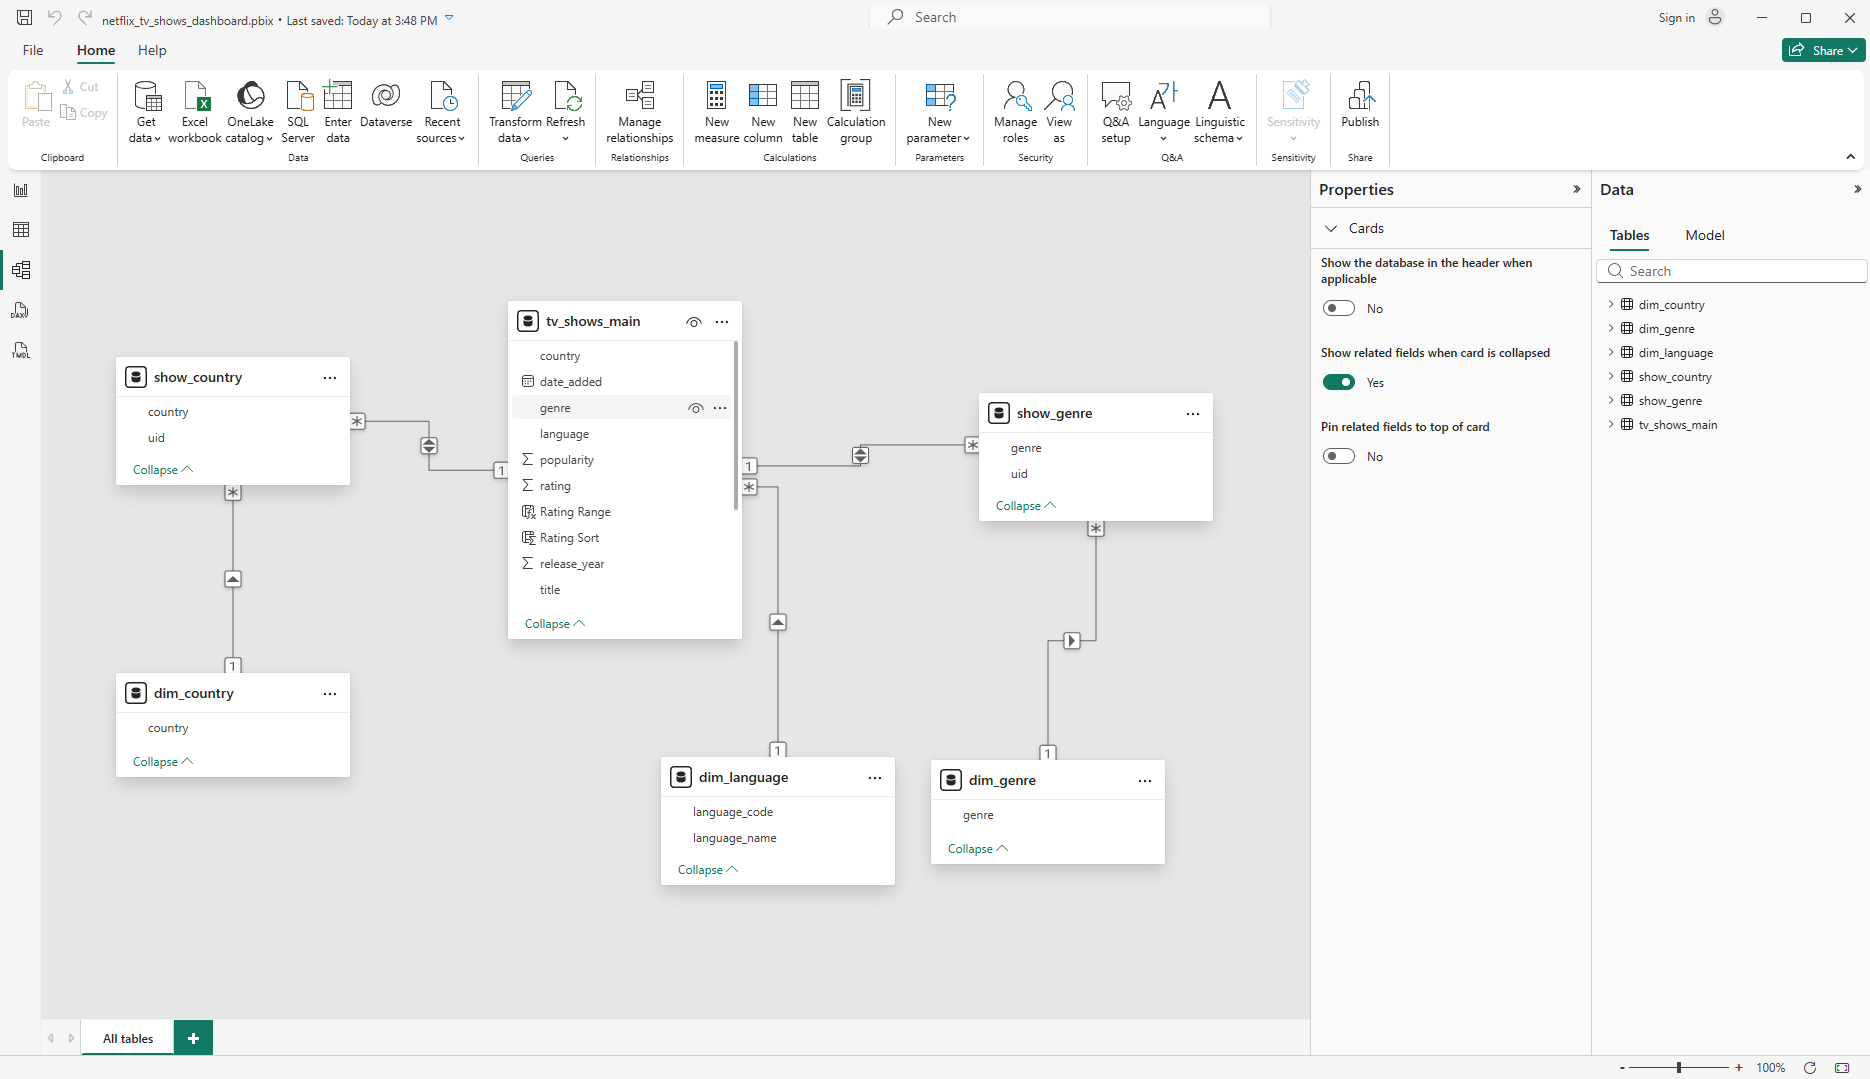 netflix_tv_shows_dashboard.pbix • Last saved: Today at 3:48 PM
Search
Sign in
File
Home
Help
Share
Paste
Cut
Copy
Clipboard
Get data
Excel workbook
OneLake catalog
SQL Server
Enter data
Dataverse
Recent sources
Data
Transform data
Refresh
Queries
Manage relationships
Relationships
New measure
New column
New table
Calculation group
Calculations
New parameter
Parameters
Manage roles
View as
Security
Q&A setup
Language
Linguistic schema
Q&A
Sensitivity
Sensitivity
Publish
Share
DAX
TMDL
show_country
country
uid
Collapse
*
1
*
1
dim_country
country
Collapse
tv_shows_main
country
date_added
genre
language
popularity
rating
Rating Range
Rating Sort
release_year
title
Collapse
1
*
*
1
dim_language
language_code
language_name
Collapse
show_genre
genre
uid
Collapse
*
1
dim_genre
genre
Collapse
Properties
Cards
Show the database in the header when
applicable
No
Show related fields when card is collapsed
Yes
Pin related fields to top of card
No
Data
Tables
Model
Search
dim_country
dim_genre
dim_language
show_country
show_genre
tv_shows_main
All tables
+
- + 100%